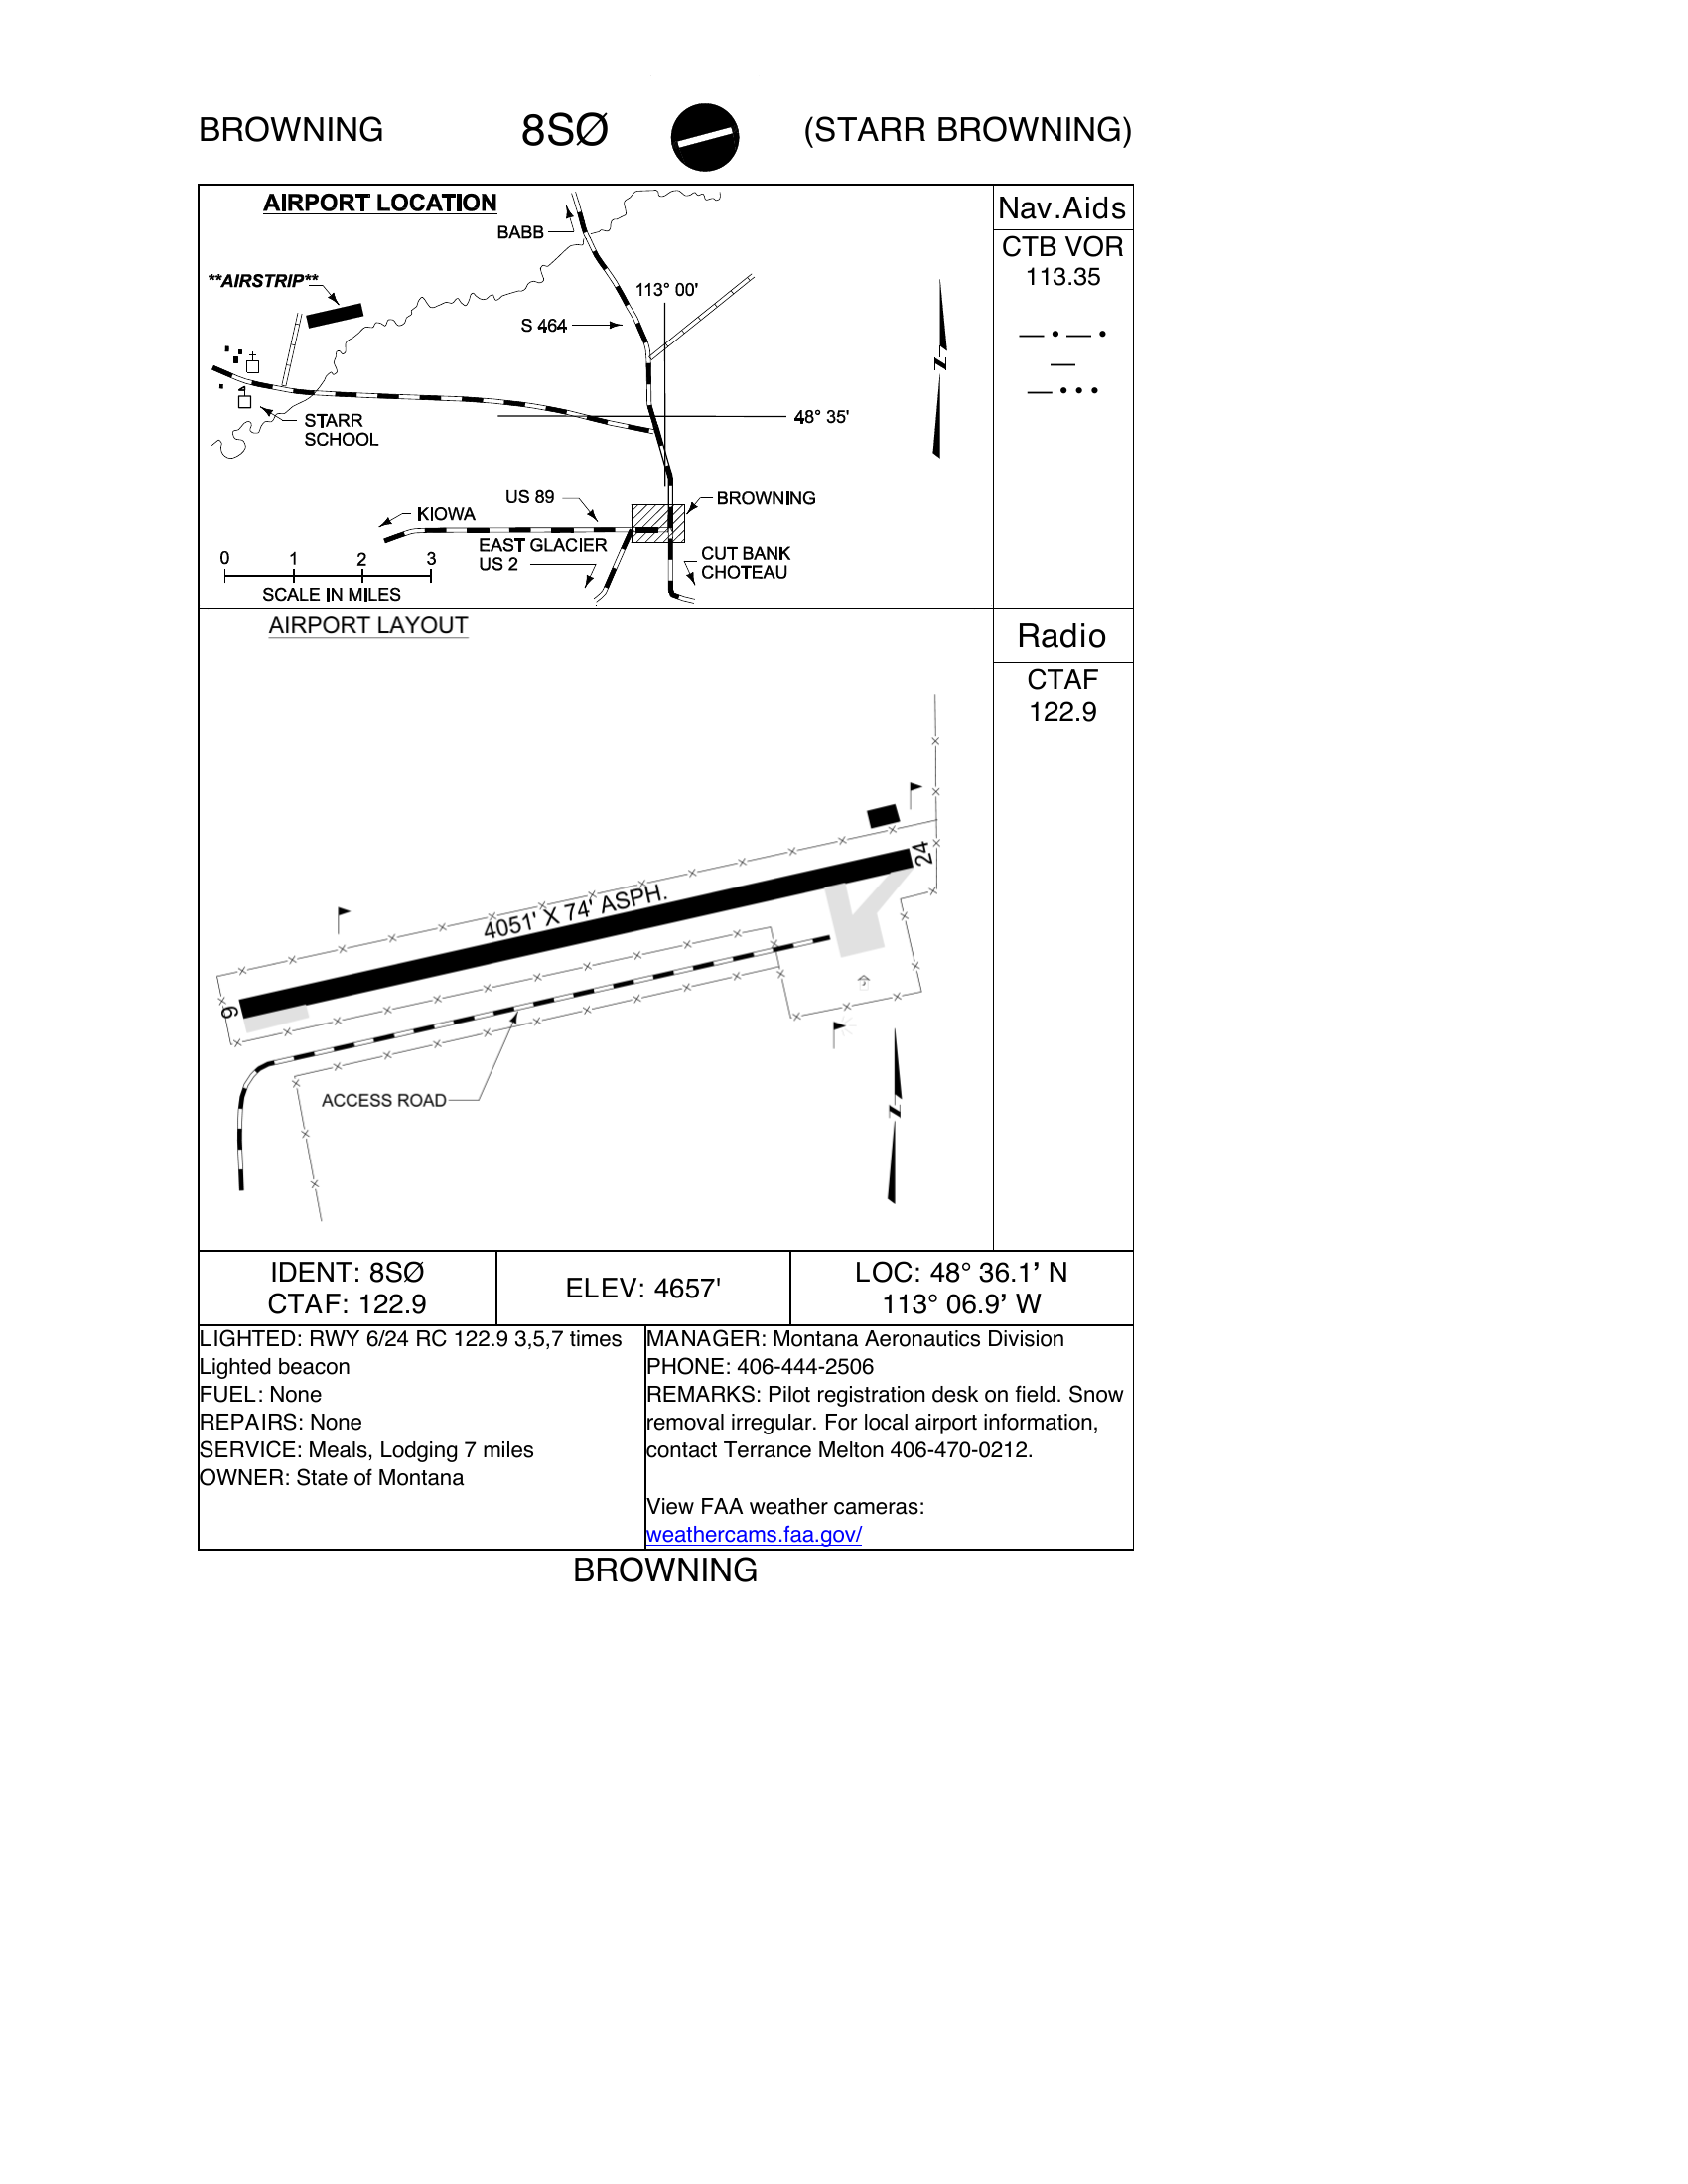 BROWNING 8SØ (STARR BROWNING)
AIRPORT LOCATION
BABB
**AIRSTRIP**
113° 00'
S 464
48° 35'
STARR
SCHOOL
US 89
BROWNING
KIOWA
EAST GLACIER
US 2
CUT BANK
CHOTEAU
0 1 2 3
SCALE IN MILES
N
Nav.Aids
CTB VOR
113.35
AIRPORT LAYOUT
24
4051' X 74' ASPH.
6
ACCESS ROAD
N
Radio
CTAF
122.9
IDENT: 8SØ
CTAF: 122.9
ELEV: 4657'
LOC: 48° 36.1’ N
113° 06.9’ W
LIGHTED: RWY 6/24 RC 122.9 3,5,7 times
Lighted beacon
FUEL: None
REPAIRS: None
SERVICE: Meals, Lodging 7 miles
OWNER: State of Montana
MANAGER: Montana Aeronautics Division
PHONE: 406-444-2506
REMARKS: Pilot registration desk on field. Snow
removal irregular. For local airport information,
contact Terrance Melton 406-470-0212.
View FAA weather cameras:
weathercams.faa.gov/
BROWNING